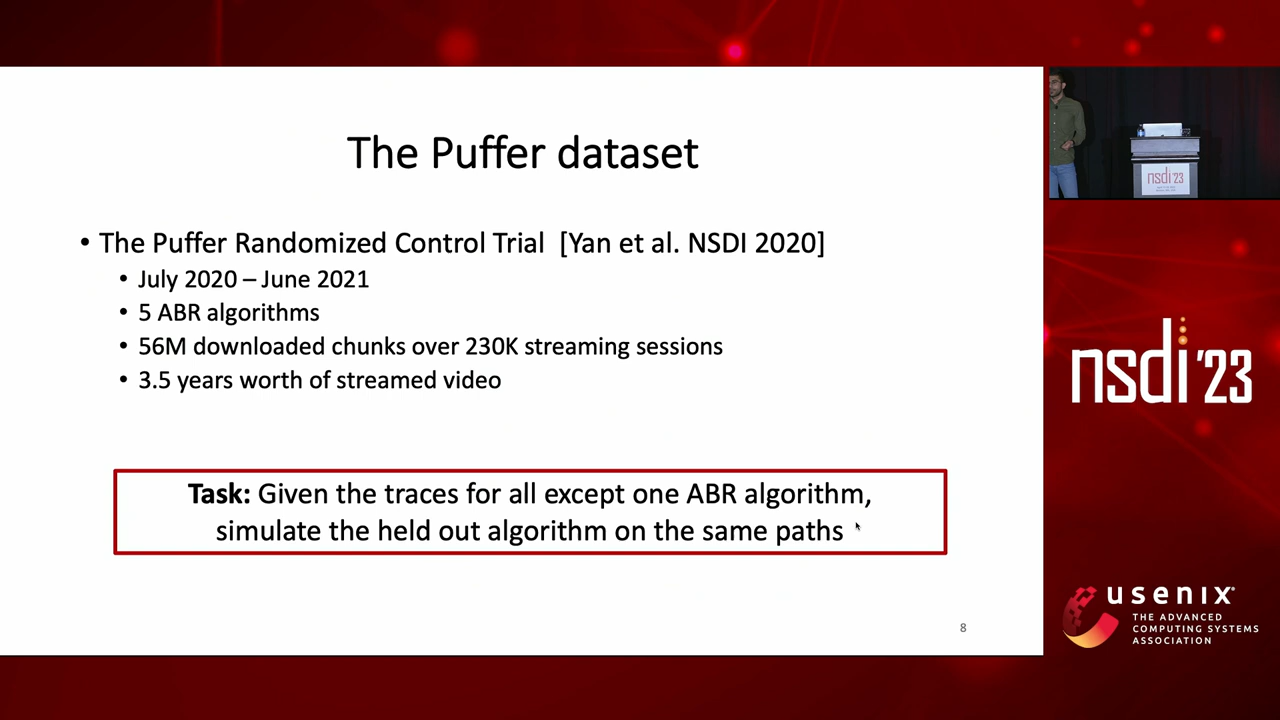 The Puffer dataset
• The Puffer Randomized Control Trial [Yan et al. NSDI 2020]
• July 2020 – June 2021
• 5 ABR algorithms
• 56M downloaded chunks over 230K streaming sessions
• 3.5 years worth of streamed video
Task: Given the traces for all except one ABR algorithm,
simulate the held out algorithm on the same paths
8
nsdi'23
nsdi '23
usenix
THE ADVANCED
COMPUTING SYSTEMS
ASSOCIATION